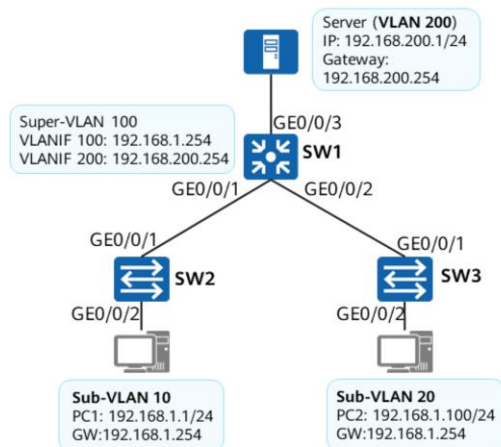 Server (VLAN 200)
IP: 192.168.200.1/24
Gateway:
192.168.200.254
Super-VLAN 100
VLANIF 100: 192.168.1.254
VLANIF 200: 192.168.200.254
GE0/0/3
SW1
GE0/0/1
GE0/0/2
GE0/0/1
GE0/0/1
SW2
SW3
GE0/0/2
GE0/0/2
Sub-VLAN 10
PC1: 192.168.1.1/24
GW:192.168.1.254
Sub-VLAN 20
PC2: 192.168.1.100/24
GW:192.168.1.254